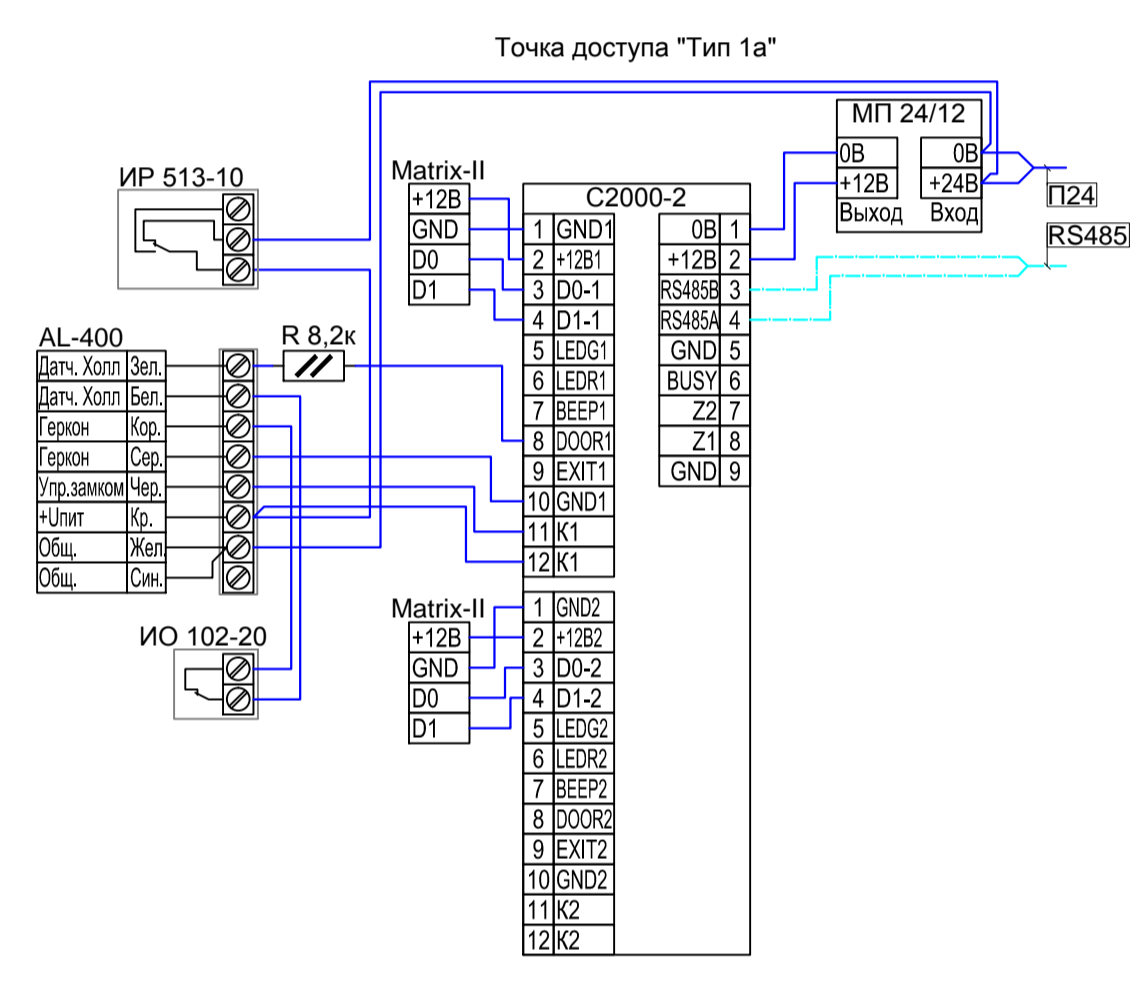 Точка доступа "Тип 1а"
МП 24/12
0В 0В
+12В +24В
Выход Вход
П24
RS485
ИР 513-10
Matrix-II
+12В
GND
D0
D1
С2000-2
1 GND1 0В 1
2 +12В1 +12В 2
3 D0-1 RS485B 3
4 D1-1 RS485A 4
5 LEDG1 GND 5
6 LEDR1 BUSY 6
7 BEEP1 Z2 7
8 DOOR1 Z1 8
9 EXIT1 GND 9
10 GND1
11 К1
12 К1
AL-400
R 8,2к
Датч. Холл Зел.
Датч. Холл Бел.
Геркон Кор.
Геркон Сер.
Упр.замком Чер.
+Uпит Кр.
Общ. Жел.
Общ. Син.
ИО 102-20
Matrix-II
+12В
GND
D0
D1
1 GND2
2 +12В2
3 D0-2
4 D1-2
5 LEDG2
6 LEDR2
7 BEEP2
8 DOOR2
9 EXIT2
10 GND2
11 К2
12 К2